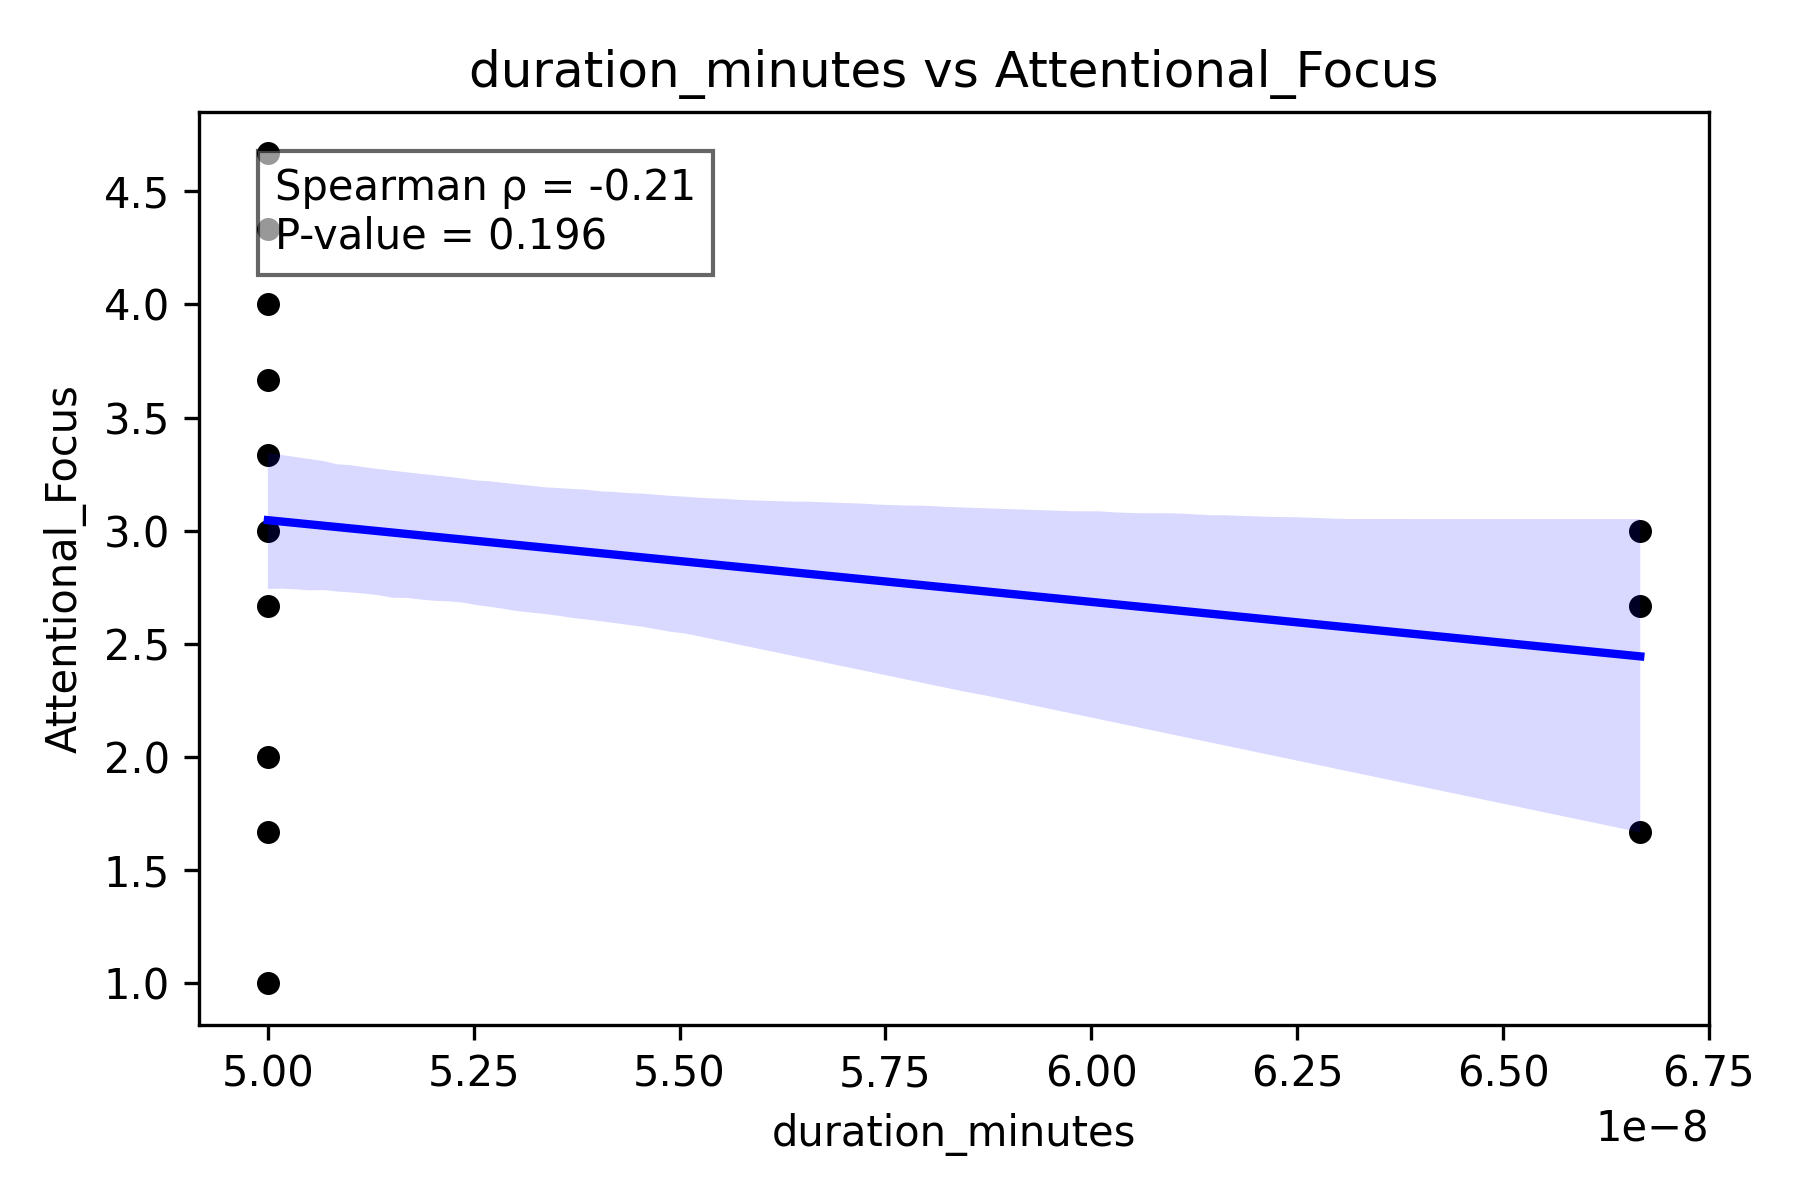 duration_minutes vs Attentional_Focus
Spearman ρ = -0.21
P-value = 0.196
4.5
4.0
3.5
3.0
2.5
2.0
1.5
1.0
Attentional_Focus
5.00 5.25 5.50 5.75 6.00 6.25 6.50 6.75
1e−8
duration_minutes